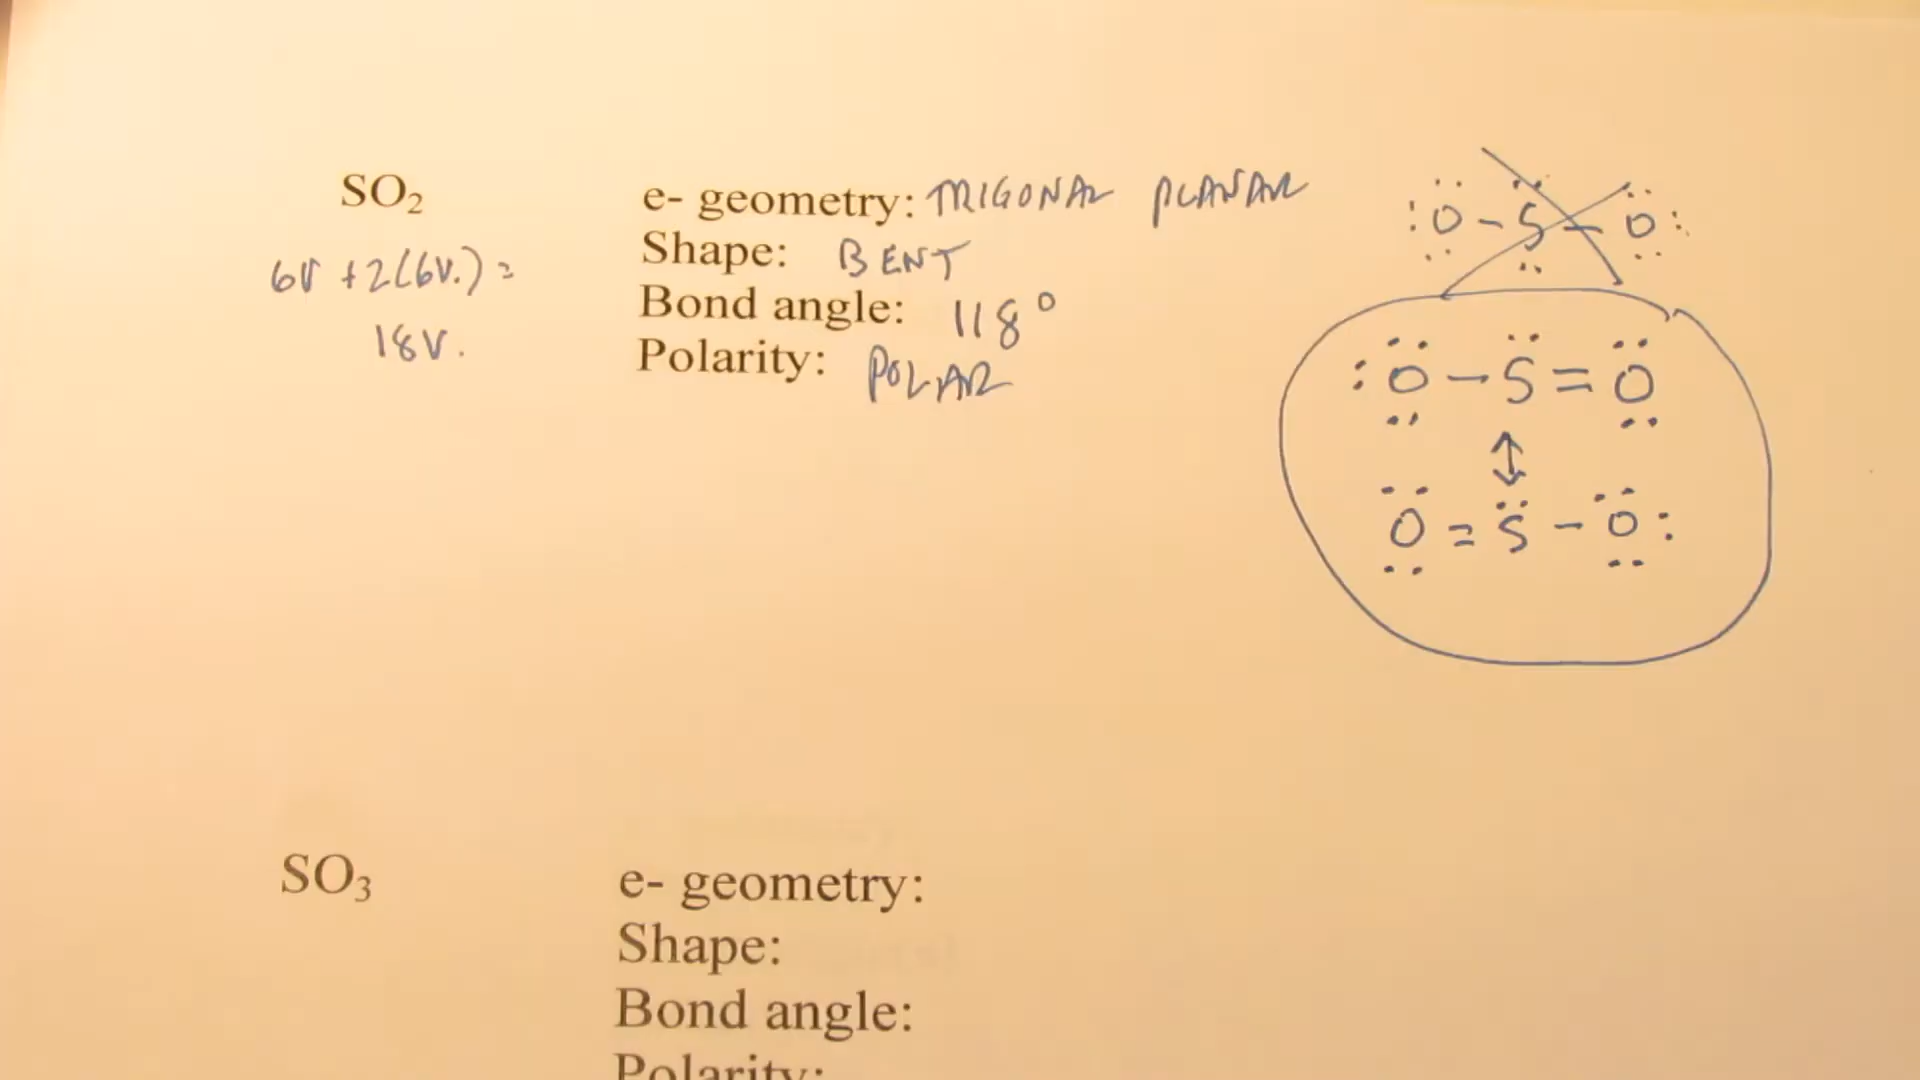 SO₂
6V + 2(6V.) =
18V.
e- geometry: TRIGONAL PLANAR
Shape: BENT
Bond angle: 118°
Polarity: POLAR
:O - S - O:
:O - S = O
O = S - O:
SO₃
e- geometry:
Shape:
Bond angle:
Polarity: